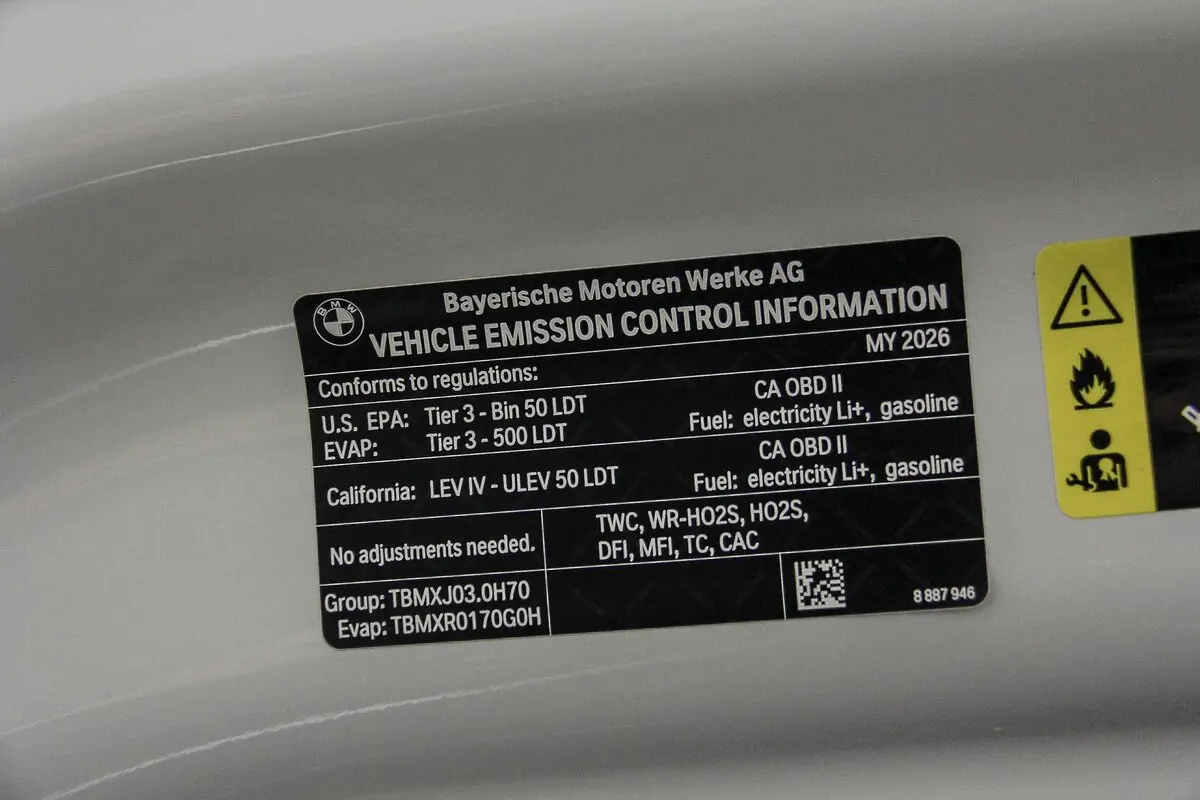 BMW
Bayerische Motoren Werke AG
VEHICLE EMISSION CONTROL INFORMATION
MY 2026
Conforms to regulations:
U.S. EPA: Tier 3 - Bin 50 LDT
EVAP: Tier 3 - 500 LDT
CA OBD II
Fuel: electricity Li+, gasoline
California: LEV IV - ULEV 50 LDT
CA OBD II
Fuel: electricity Li+, gasoline
No adjustments needed.
TWC, WR-HO2S, HO2S,
DFI, MFI, TC, CAC
Group: TBMXJ03.0H70
Evap: TBMXR0170G0H
8 887 946